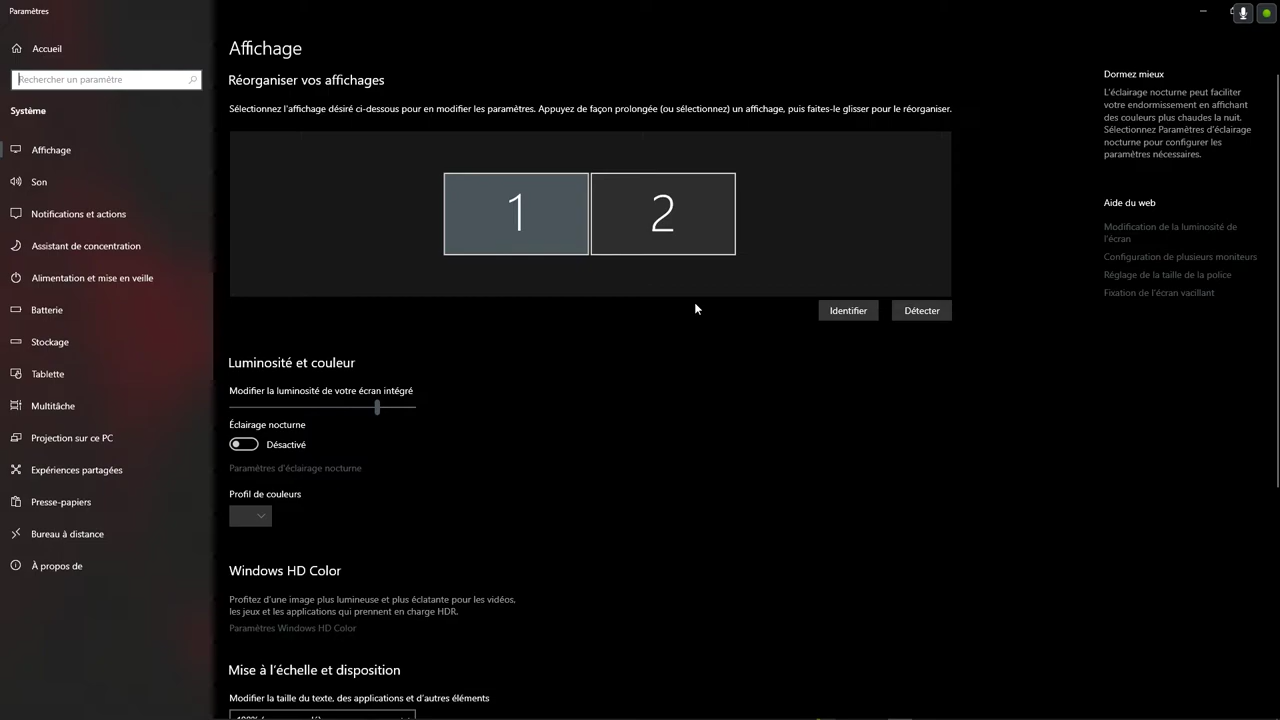 Paramètres
Accueil
Rechercher un paramètre
Système
Affichage
Son
Notifications et actions
Assistant de concentration
Alimentation et mise en veille
Batterie
Stockage
Tablette
Multitâche
Projection sur ce PC
Expériences partagées
Presse-papiers
Bureau à distance
À propos de
Affichage
Réorganiser vos affichages
Sélectionnez l'affichage désiré ci-dessous pour en modifier les paramètres. Appuyez de façon prolongée (ou sélectionnez) un affichage, puis faites-le glisser pour le réorganiser.
1
2
Identifier
Détecter
Luminosité et couleur
Modifier la luminosité de votre écran intégré
Éclairage nocturne
Désactivé
Paramètres d'éclairage nocturne
Profil de couleurs
Windows HD Color
Profitez d'une image plus lumineuse et plus éclatante pour les vidéos,
les jeux et les applications qui prennent en charge HDR.
Paramètres Windows HD Color
Mise à l'échelle et disposition
Modifier la taille du texte, des applications et d'autres éléments
Dormez mieux
L'éclairage nocturne peut faciliter
votre endormissement en affichant
des couleurs plus chaudes la nuit.
Sélectionnez Paramètres d'éclairage
nocturne pour configurer les
paramètres nécessaires.
Aide du web
Modification de la luminosité de
l'écran
Configuration de plusieurs moniteurs
Réglage de la taille de la police
Fixation de l'écran vacillant